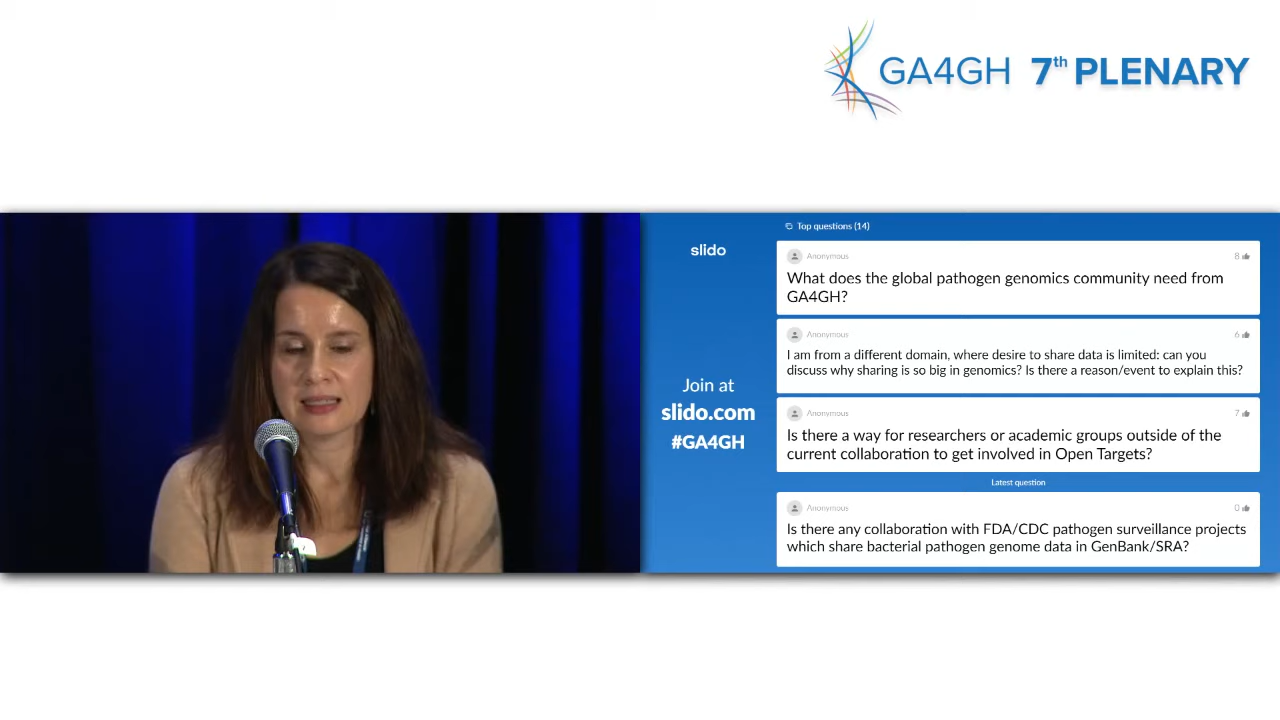 GA4GH 7th PLENARY
slido
Join at
slido.com
#GA4GH
Top questions (14)
Anonymous
8
What does the global pathogen genomics community need from
GA4GH?
Anonymous
6
I am from a different domain, where desire to share data is limited: can you
discuss why sharing is so big in genomics? Is there a reason/event to explain this?
Anonymous
7
Is there a way for researchers or academic groups outside of the
current collaboration to get involved in Open Targets?
Latest question
Anonymous
0
Is there any collaboration with FDA/CDC pathogen surveillance projects
which share bacterial pathogen genome data in GenBank/SRA?